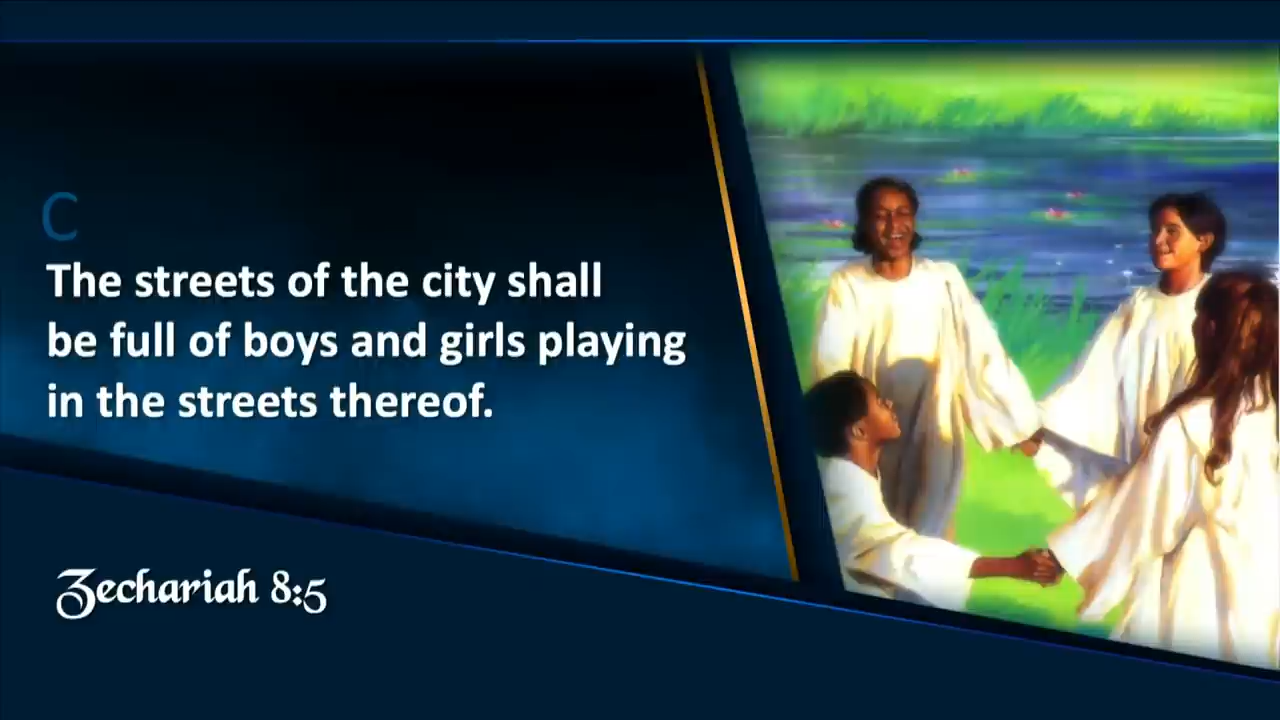 C
The streets of the city shall
be full of boys and girls playing
in the streets thereof.
Zechariah 8:5